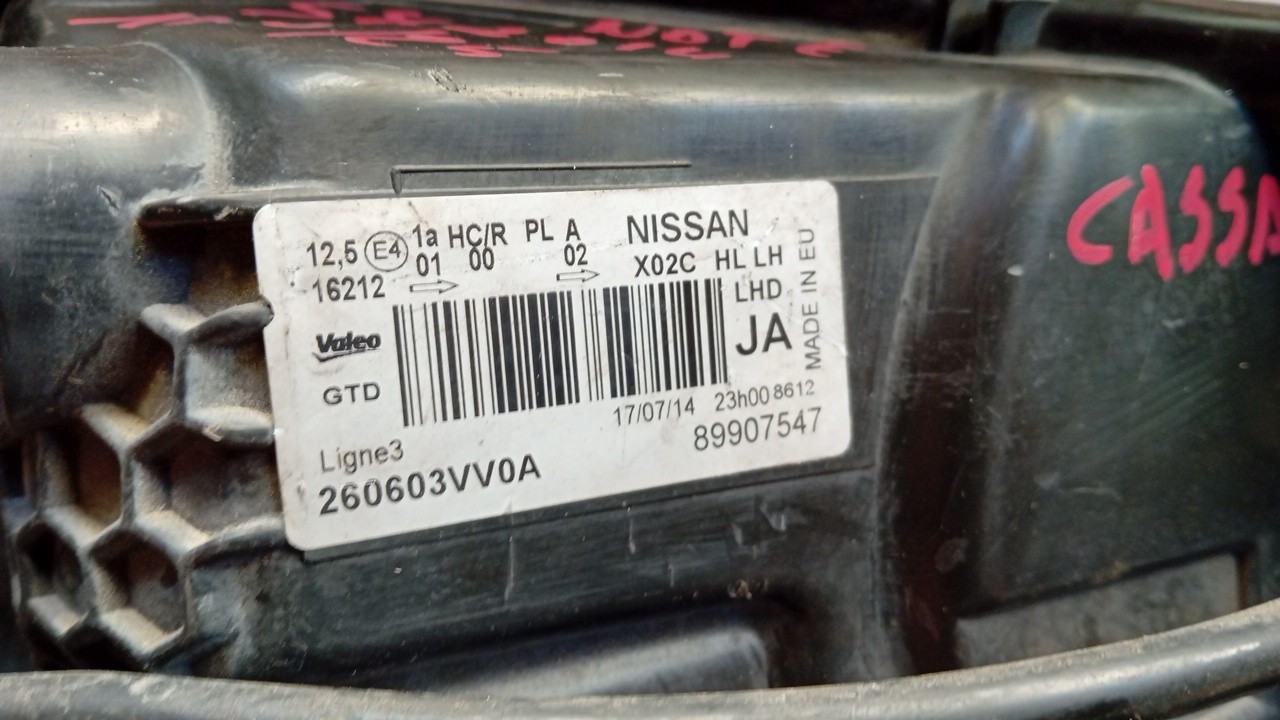 NOTE
CASSA
12,5 E4 1a HC/R PL A NISSAN
16212 01 00 02 X02C HL LH
LHD
Valeo JA
MADE IN EU
GTD
17/07/14 23h00 8612
Ligne3 89907547
260603VV0A